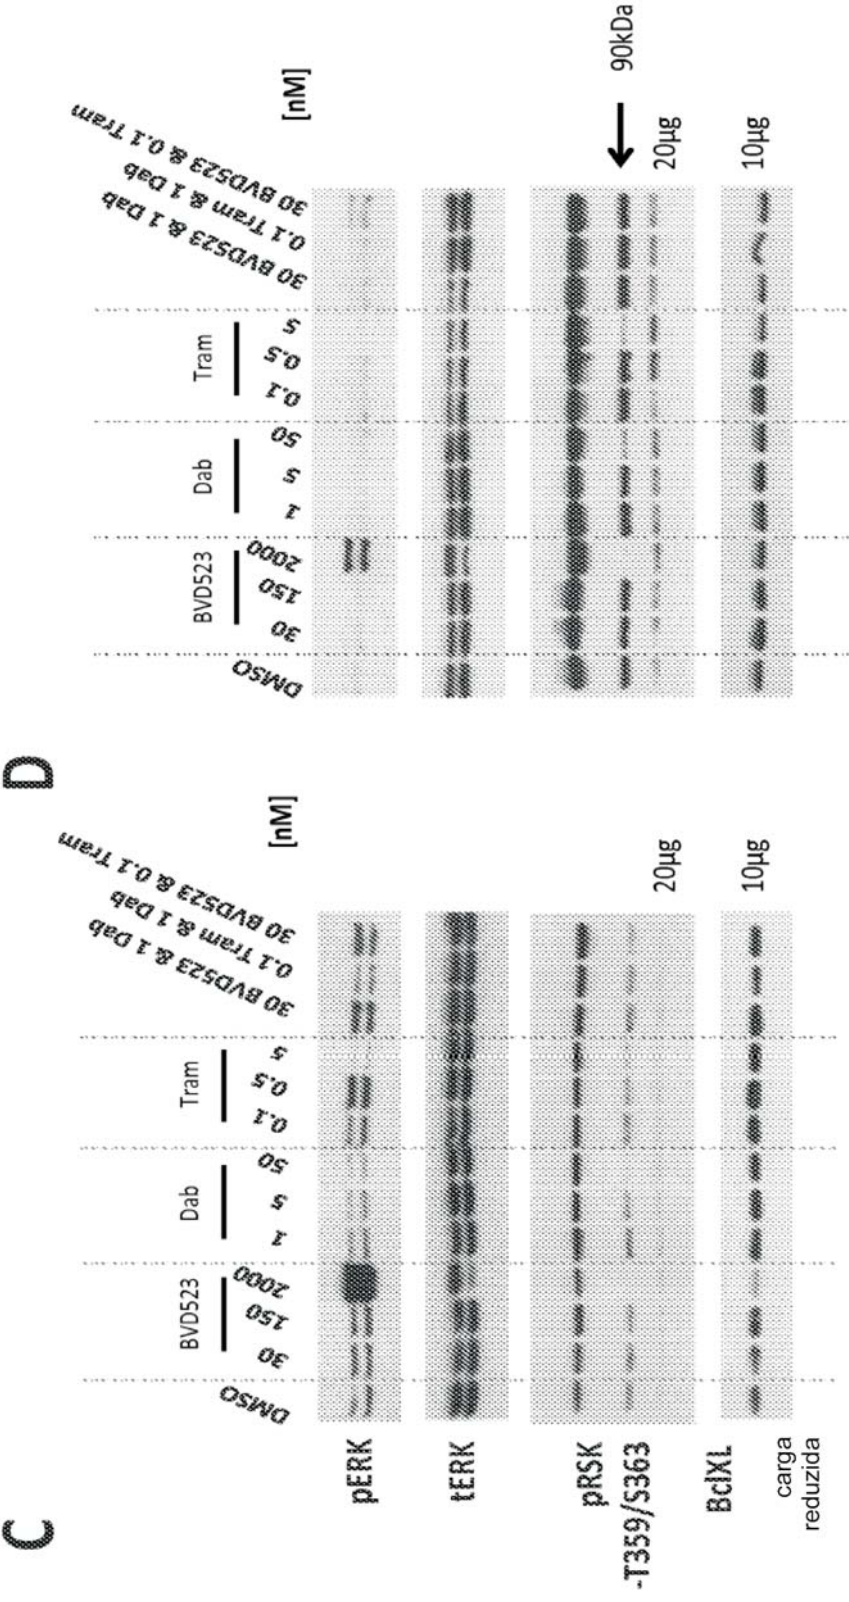 C
BVD523
Dab
Tram
DMSO
30
150
2000
1
5
50
0.1
0.5
5
30 BVD523 & 1 Dab
0.1 Tram & 1 Dab
30 BVD523 & 0.1 Tram
[nM]
pERK
tERK
pRSK
-T359/S363
20µg
BclXL
10µg
carga
reduzida
D
BVD523
Dab
Tram
DMSO
30
150
2000
1
5
50
0.1
0.5
5
30 BVD523 & 1 Dab
0.1 Tram & 1 Dab
30 BVD523 & 0.1 Tram
[nM]
90kDa
20µg
10µg